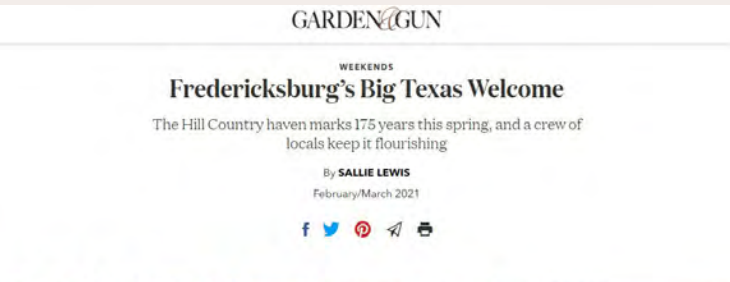 GARDEN&GUN
WEEKENDS
Fredericksburg's Big Texas Welcome
The Hill Country haven marks 175 years this spring, and a crew of
locals keep it flourishing
By SALLIE LEWIS
February/March 2021